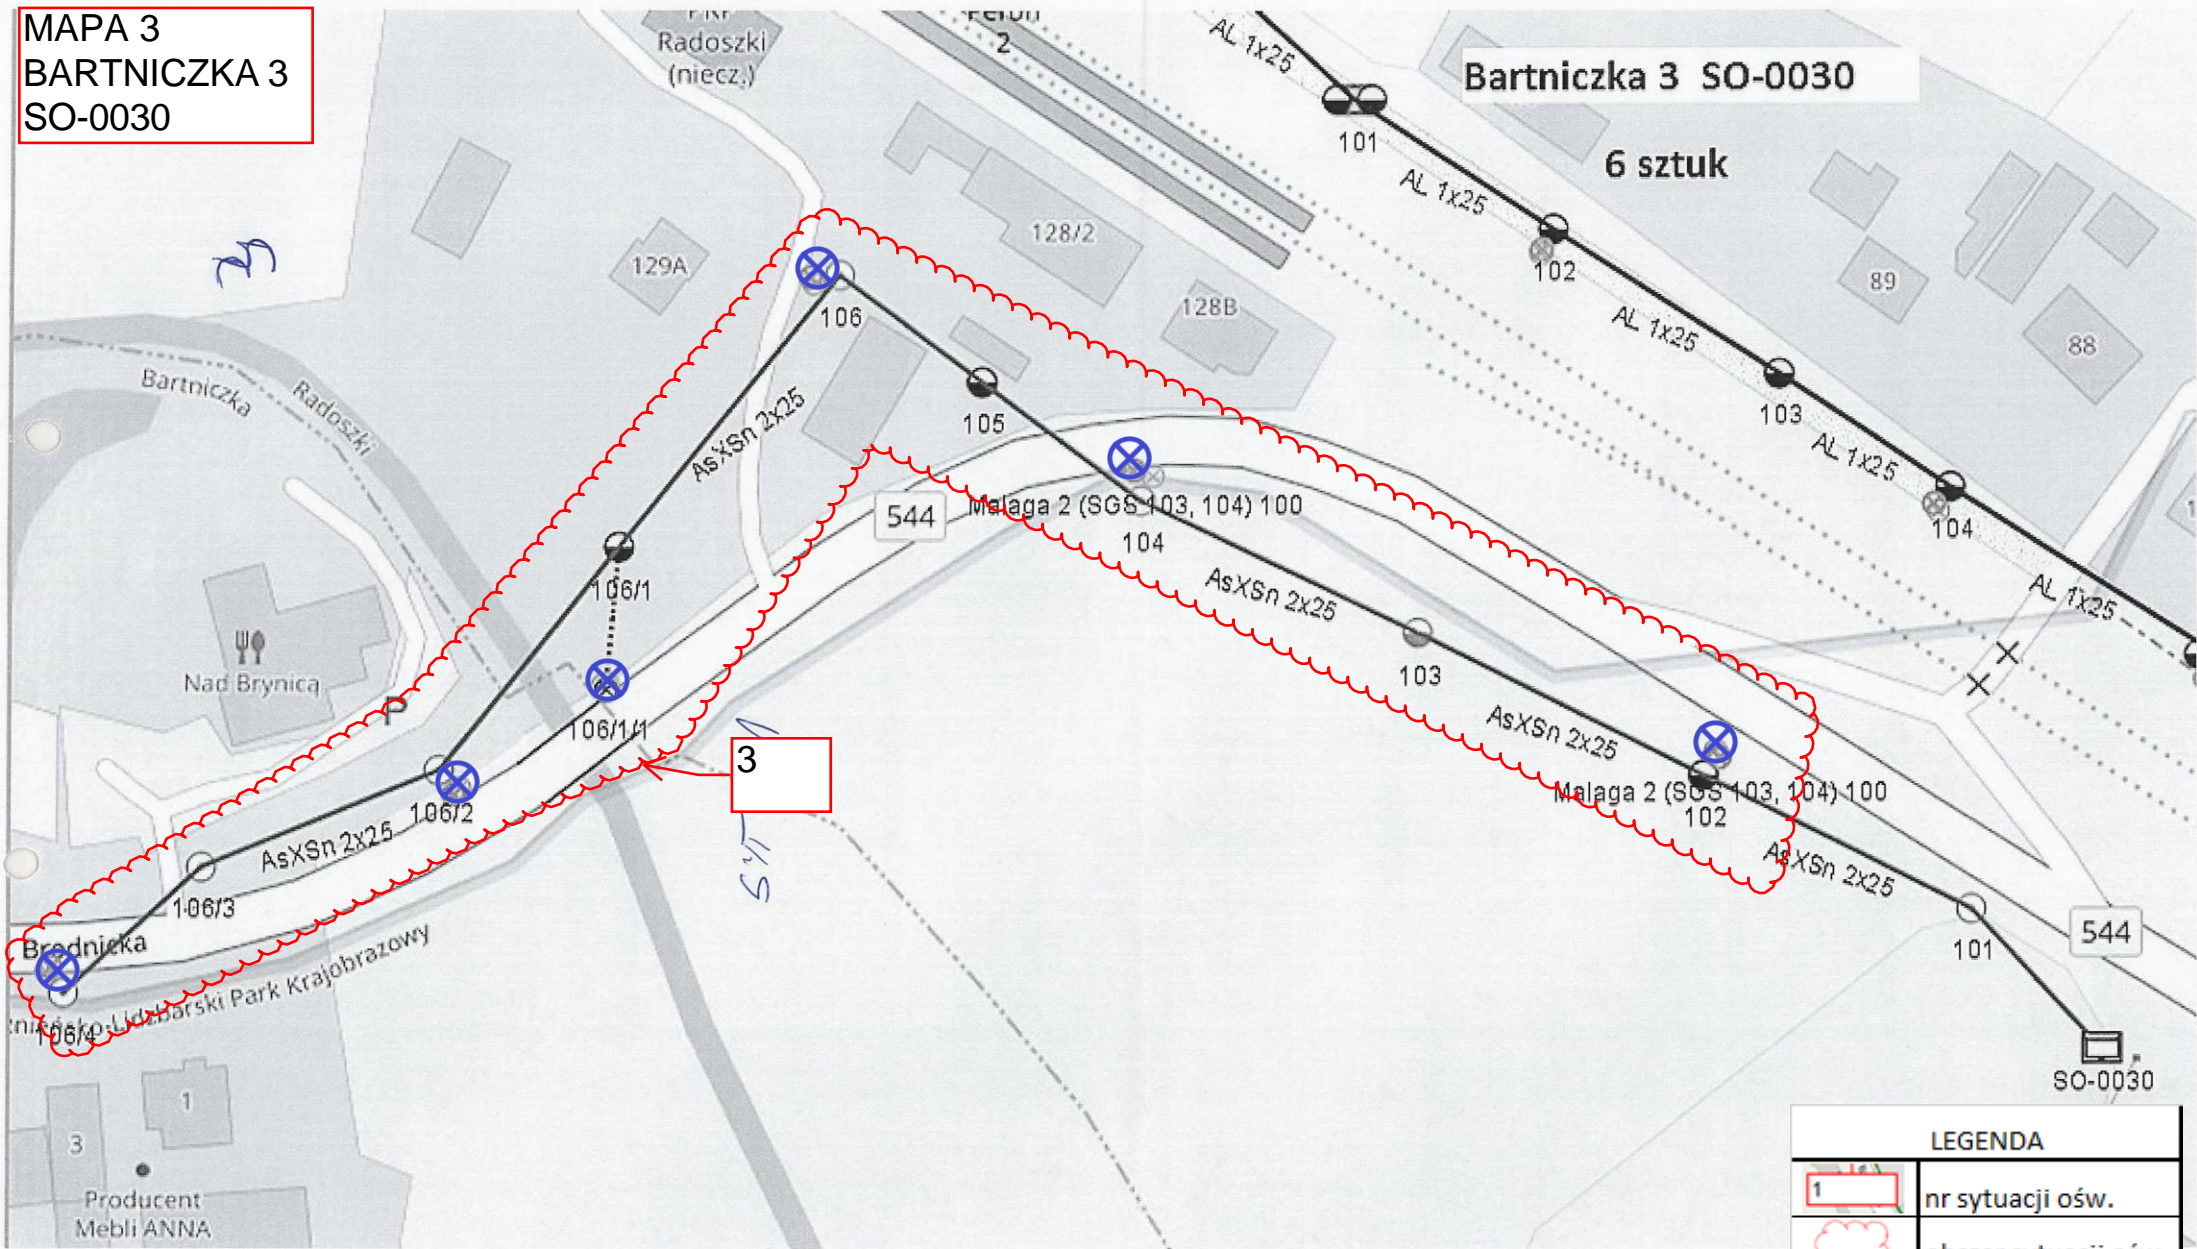 MAPA 3
BARTNICZKA 3
SO-0030
Radoszki
(niecz.)
Peron
2
AL 1x25
Bartniczka 3 SO-0030
6 sztuk
101
AL 1x25
102
AL 1x25
103
AL 1x25
104
AL 1x25
89
88
129A
128/2
128B
106
105
Bartniczka
Radoszki
AsXSn 2x25
544
Malaga 2 (SGS 103, 104) 100
104
AsXSn 2x25
103
106/1
Nad Brynicą
P
106/1/1
3
AsXSn 2x25
Malaga 2 (SGS 103, 104) 100
102
AsXSn 2x25
106/2
AsXSn 2x25
106/3
Brodnicka
106/4
Lidzbarski Park Krajobrazowy
101
544
SO-0030
1
3
Producent
Mebli ANNA
LEGENDA
1
nr sytuacji ośw.